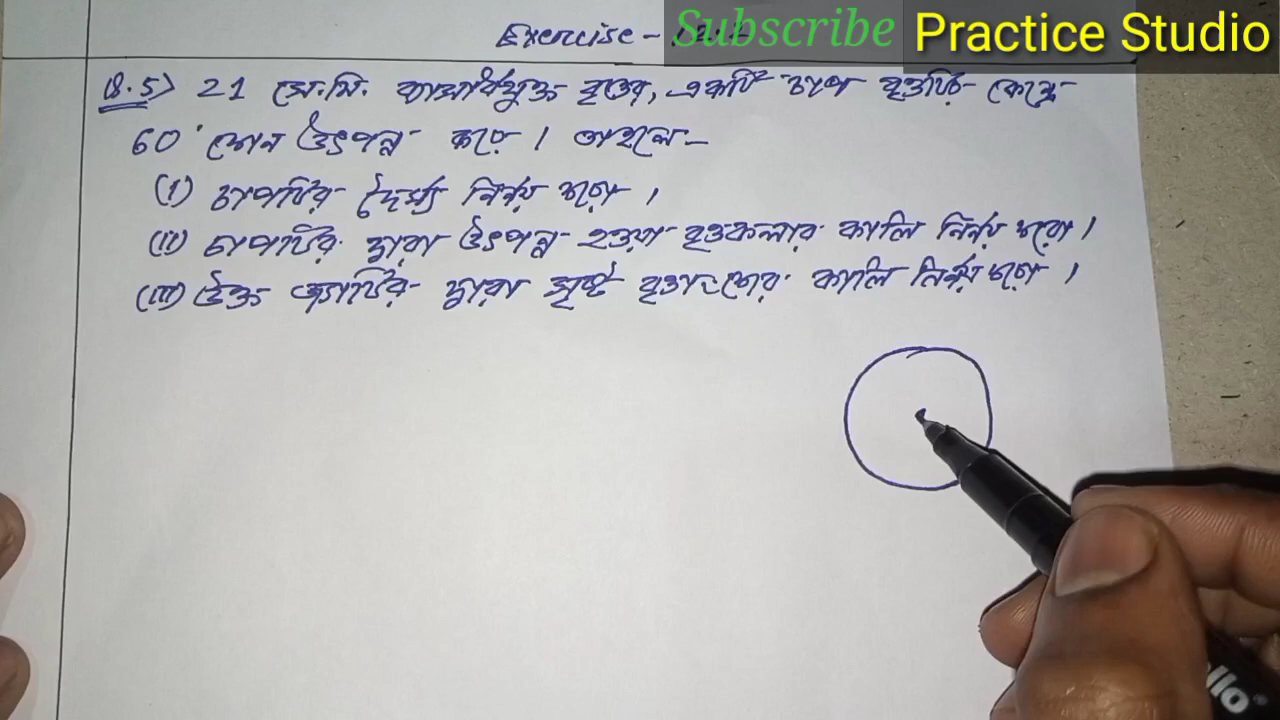 Subscribe Practice Studio
Exercise -
প্র.5) 21 সে.মি. ব্যাসার্ধযুক্ত বৃত্তের, একটি চাপে বৃত্তটির কেন্দ্রে
60° কোন উৎপন্ন করে। তাহলে-
(i) চাপটির দৈর্ঘ্য নির্ণয় করো।
(ii) চাপটির দ্বারা উৎপন্ন হওয়া বৃত্তকলার কালি নির্ণয় করো।
(iii) উক্ত জ্যাটির দ্বারা সৃষ্ট বৃত্তাংশের কালি নির্ণয় করো।
llo